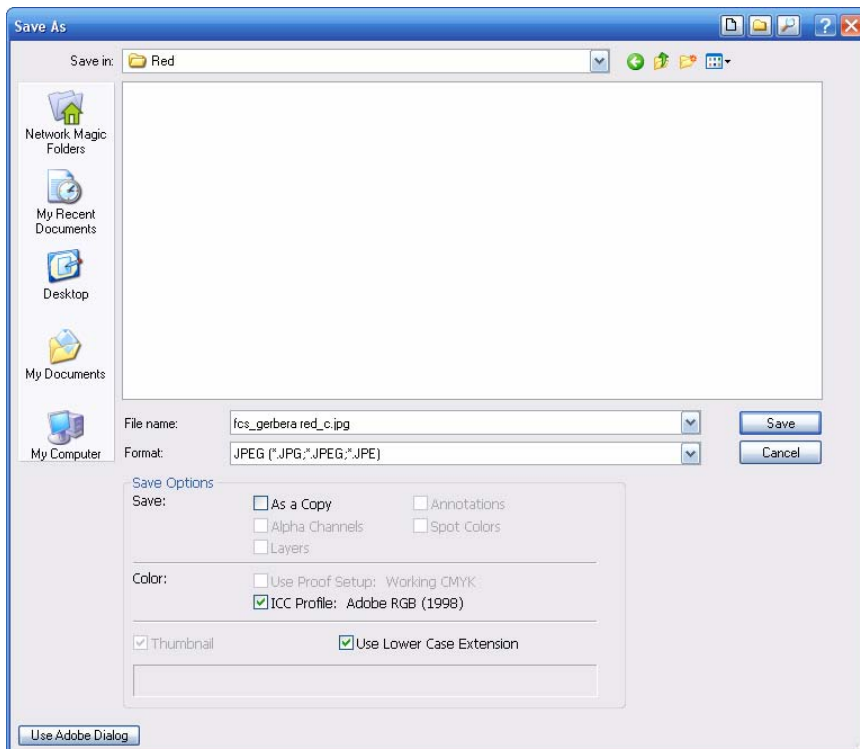 Save As
Save in: Red
Network Magic
Folders
My Recent
Documents
Desktop
My Documents
My Computer
File name: fcs_gerbera red_c.jpg Save
Format: JPEG (*.JPG;*.JPEG;*.JPE) Cancel
Save Options
Save: As a Copy Annotations
Alpha Channels Spot Colors
Layers
Color: Use Proof Setup: Working CMYK
ICC Profile: Adobe RGB (1998)
Thumbnail Use Lower Case Extension
Use Adobe Dialog